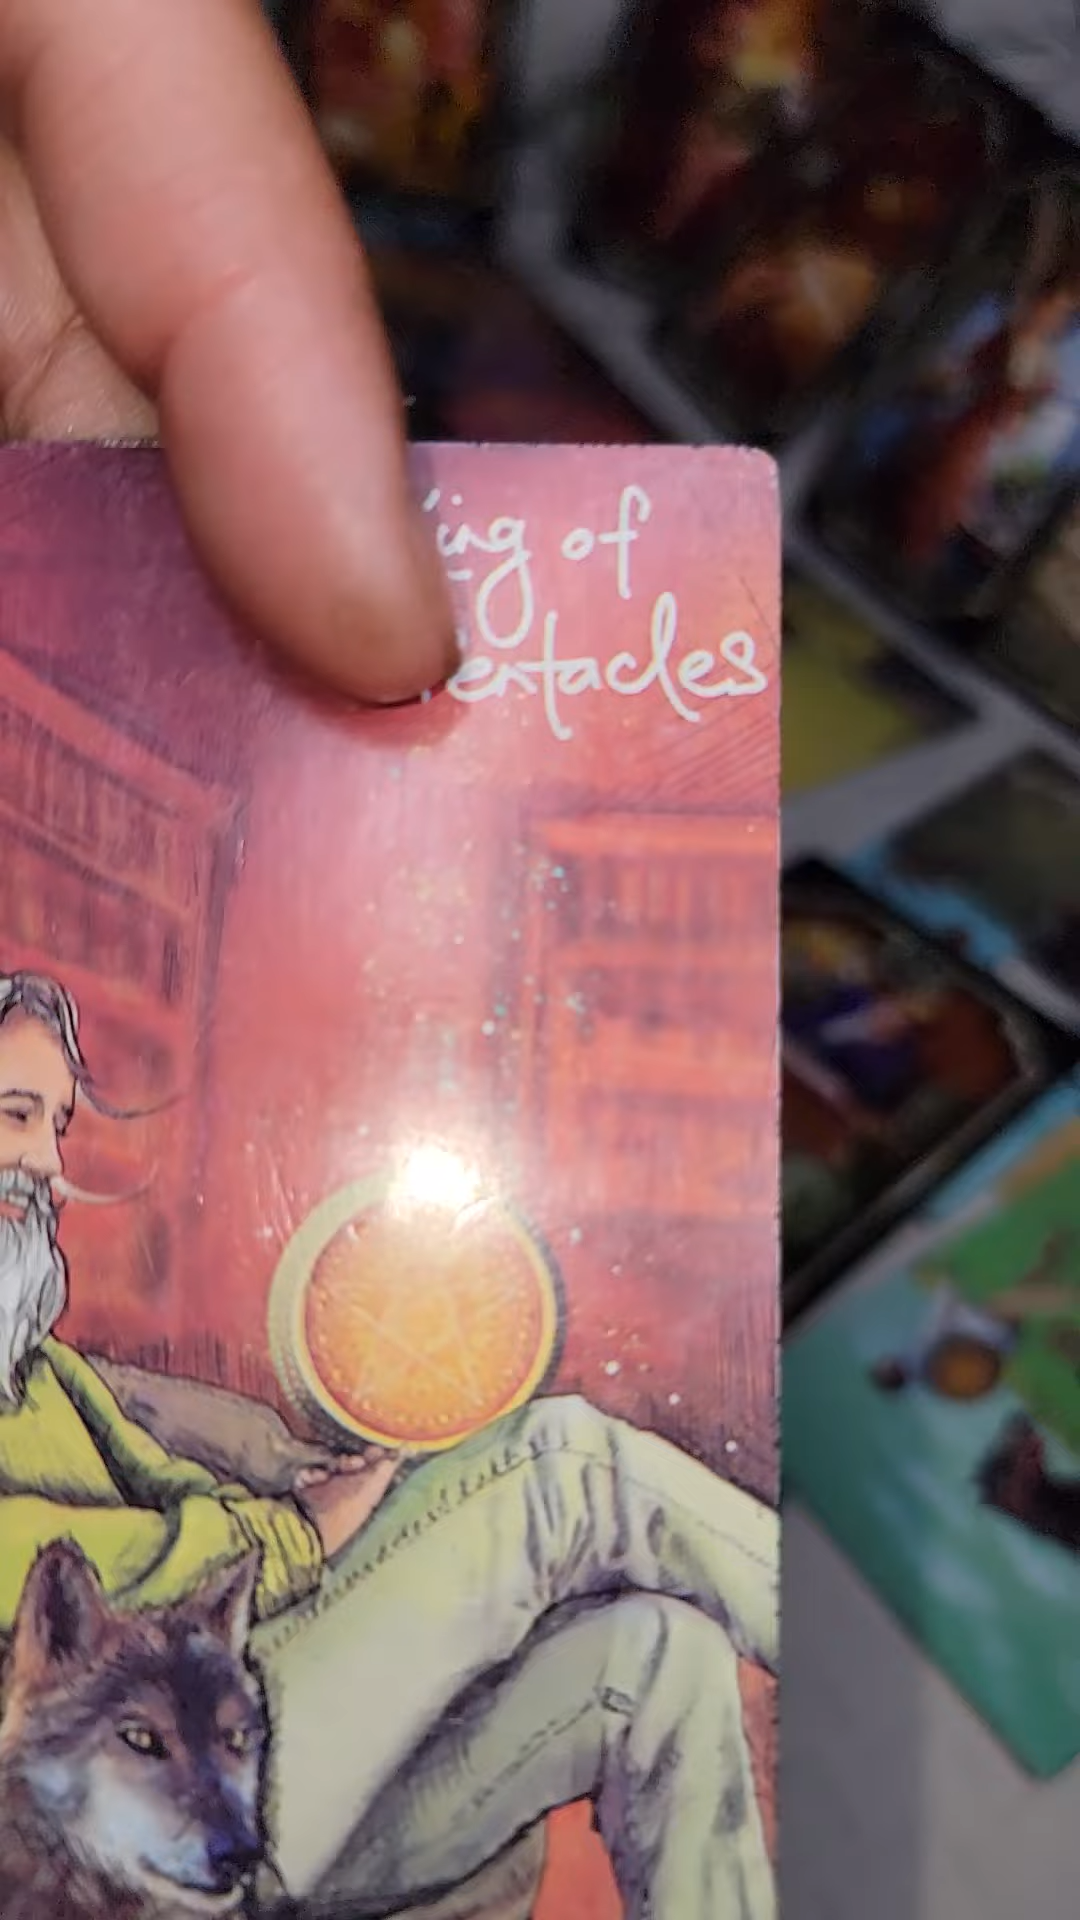 ing of
entacles